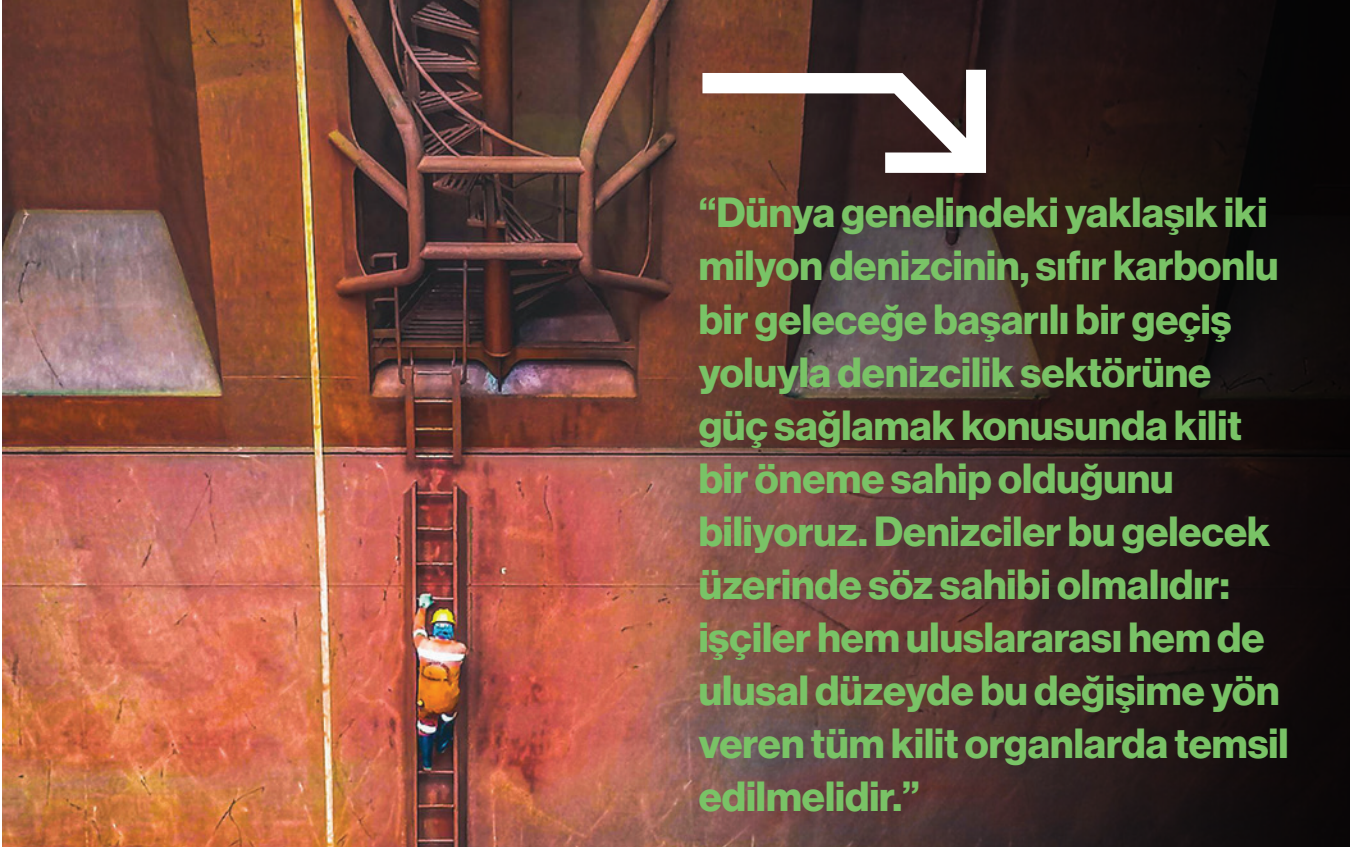 “Dünya genelindeki yaklaşık iki
milyon denizcinin, sıfır karbonlu
bir geleceğe başarılı bir geçiş
yoluyla denizcilik sektörüne
güç sağlamak konusunda kilit
bir öneme sahip olduğunu
biliyoruz. Denizciler bu gelecek
üzerinde söz sahibi olmalıdır:
işçiler hem uluslararası hem de
ulusal düzeyde bu değişime yön
veren tüm kilit organlarda temsil
edilmelidir.”